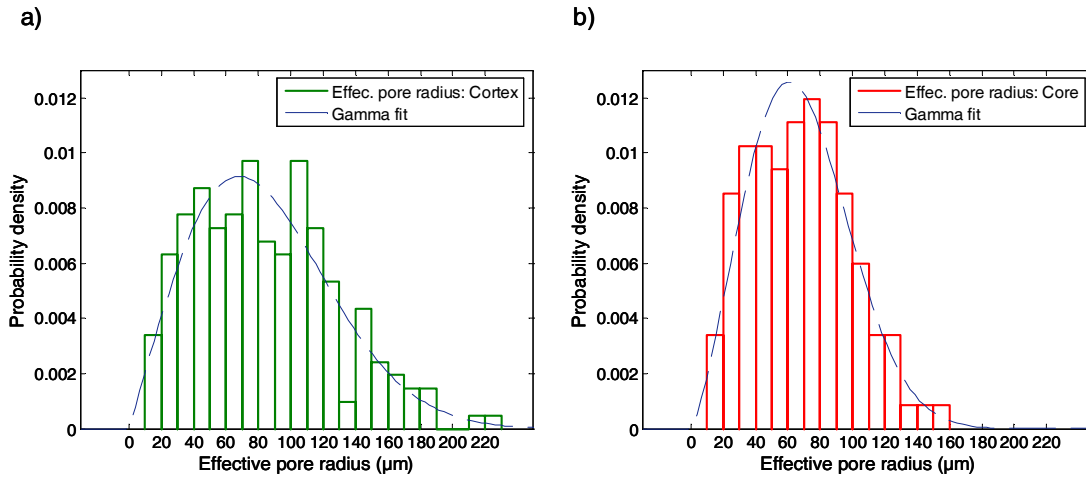 a)
Effec. pore radius: Cortex
Gamma fit
0.012
0.01
0.008
0.006
0.004
0.002
0
Probability density
0 20 40 60 80 100 120 140 160 180 200 220
Effective pore radius (µm)
b)
Effec. pore radius: Core
Gamma fit
0.012
0.01
0.008
0.006
0.004
0.002
0
Probability density
0 20 40 60 80 100 120 140 160 180 200 220
Effective pore radius (µm)